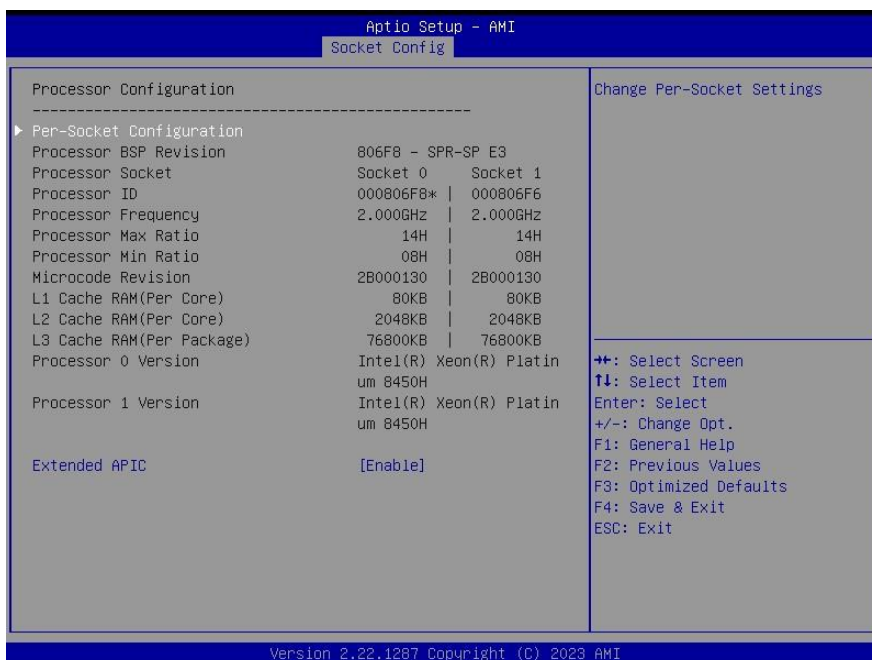 Aptio Setup – AMI
Socket Config
Processor Configuration
--------------------------------------------------
Per-Socket Configuration
Processor BSP Revision 806F8 – SPR-SP E3
Processor Socket Socket 0 Socket 1
Processor ID 000806F8* | 000806F6
Processor Frequency 2.000GHz | 2.000GHz
Processor Max Ratio 14H | 14H
Processor Min Ratio 08H | 08H
Microcode Revision 2B000130 | 2B000130
L1 Cache RAM(Per Core) 80KB | 80KB
L2 Cache RAM(Per Core) 2048KB | 2048KB
L3 Cache RAM(Per Package) 76800KB | 76800KB
Processor 0 Version Intel(R) Xeon(R) Platin
um 8450H
Processor 1 Version Intel(R) Xeon(R) Platin
um 8450H
Extended APIC [Enable]
Change Per-Socket Settings
→←: Select Screen
↑↓: Select Item
Enter: Select
+/-: Change Opt.
F1: General Help
F2: Previous Values
F3: Optimized Defaults
F4: Save & Exit
ESC: Exit
Version 2.22.1287 Copyright (C) 2023 AMI